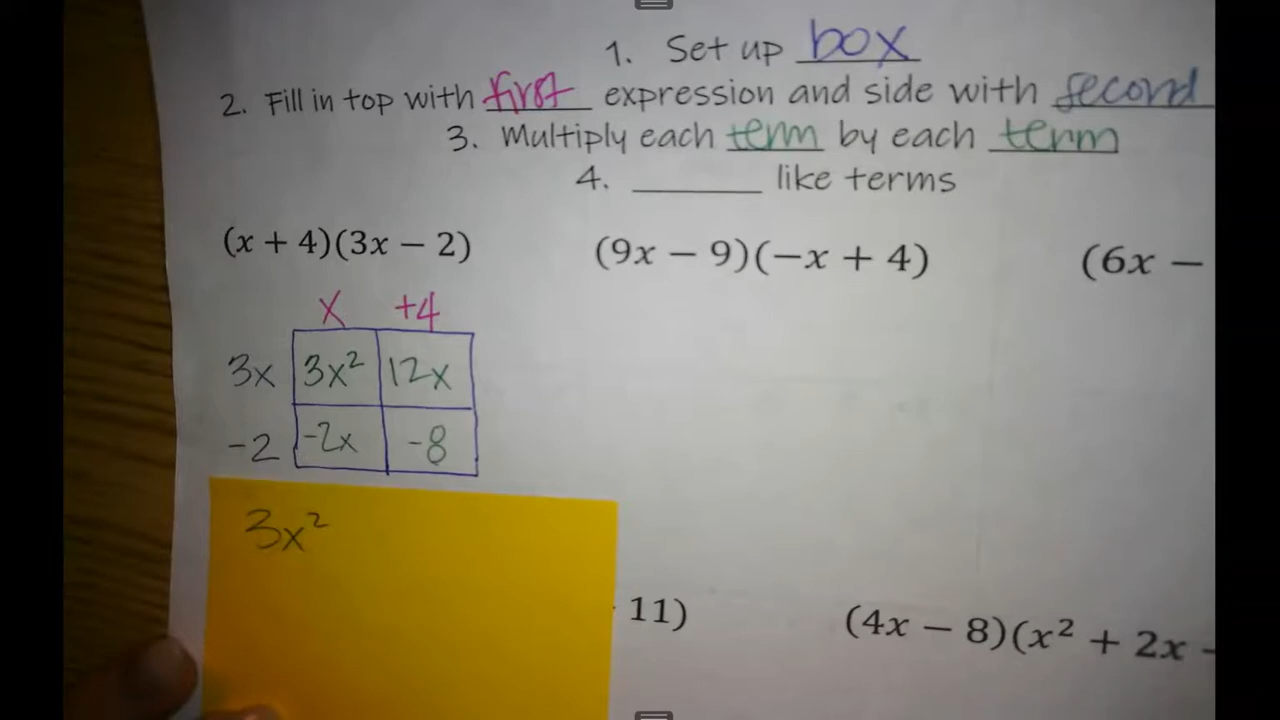 1. Set up box
2. Fill in top with first expression and side with second
3. Multiply each term by each term
4. ______ like terms
(x + 4)(3x − 2) (9x − 9)(−x + 4) (6x −
x +4
3x 3x² 12x
-2 -2x -8
3x²
11) (4x − 8)(x² + 2x -